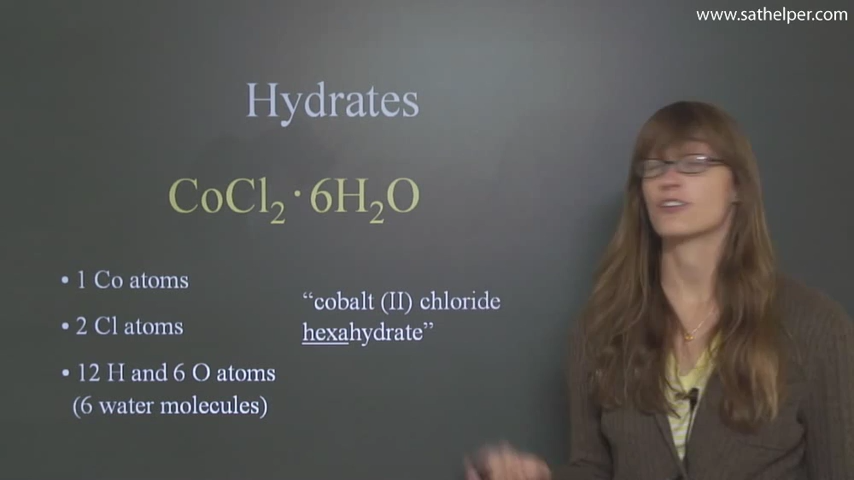 www.sathelper.com
Hydrates
CoCl₂ · 6H₂O
• 1 Co atoms
• 2 Cl atoms
• 12 H and 6 O atoms
(6 water molecules)
“cobalt (II) chloride
hexahydrate”